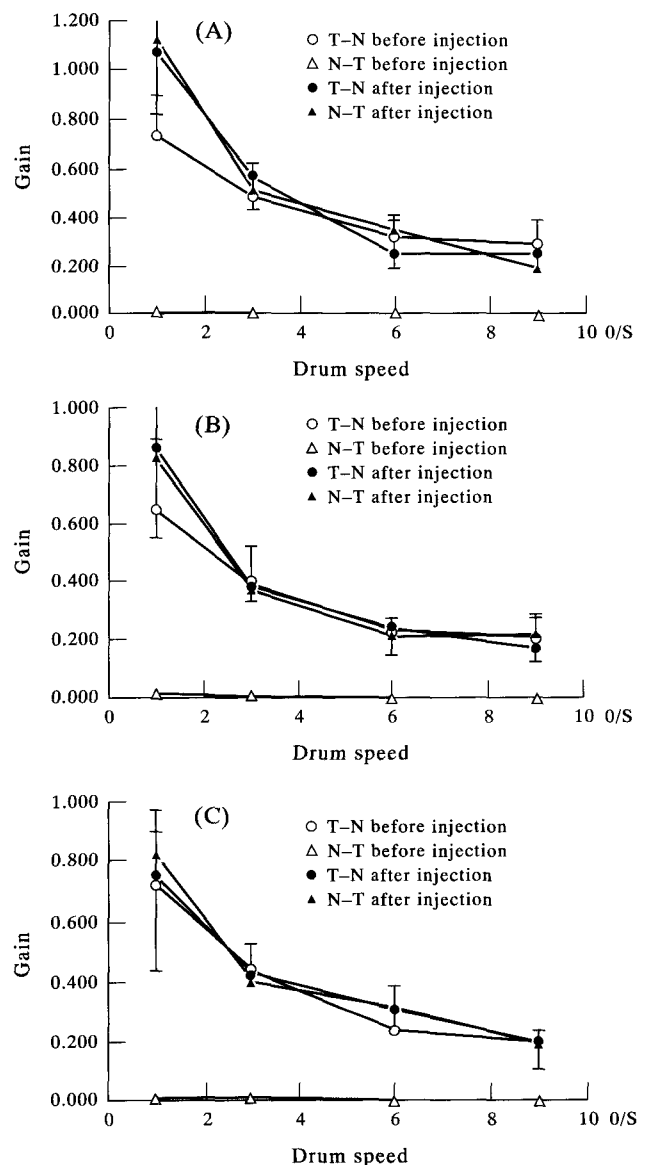 (A)
T–N before injection
N–T before injection
T–N after injection
N–T after injection
Gain
1.200
1.000
0.800
0.600
0.400
0.200
0.000
0 2 4 6 8 10 0/S
Drum speed
(B)
T–N before injection
N–T before injection
T–N after injection
N–T after injection
Gain
1.000
0.800
0.600
0.400
0.200
0.000
0 2 4 6 8 10 0/S
Drum speed
(C)
T–N before injection
N–T before injection
T–N after injection
N–T after injection
Gain
1.000
0.800
0.600
0.400
0.200
0.000
0 2 4 6 8 10 0/S
Drum speed